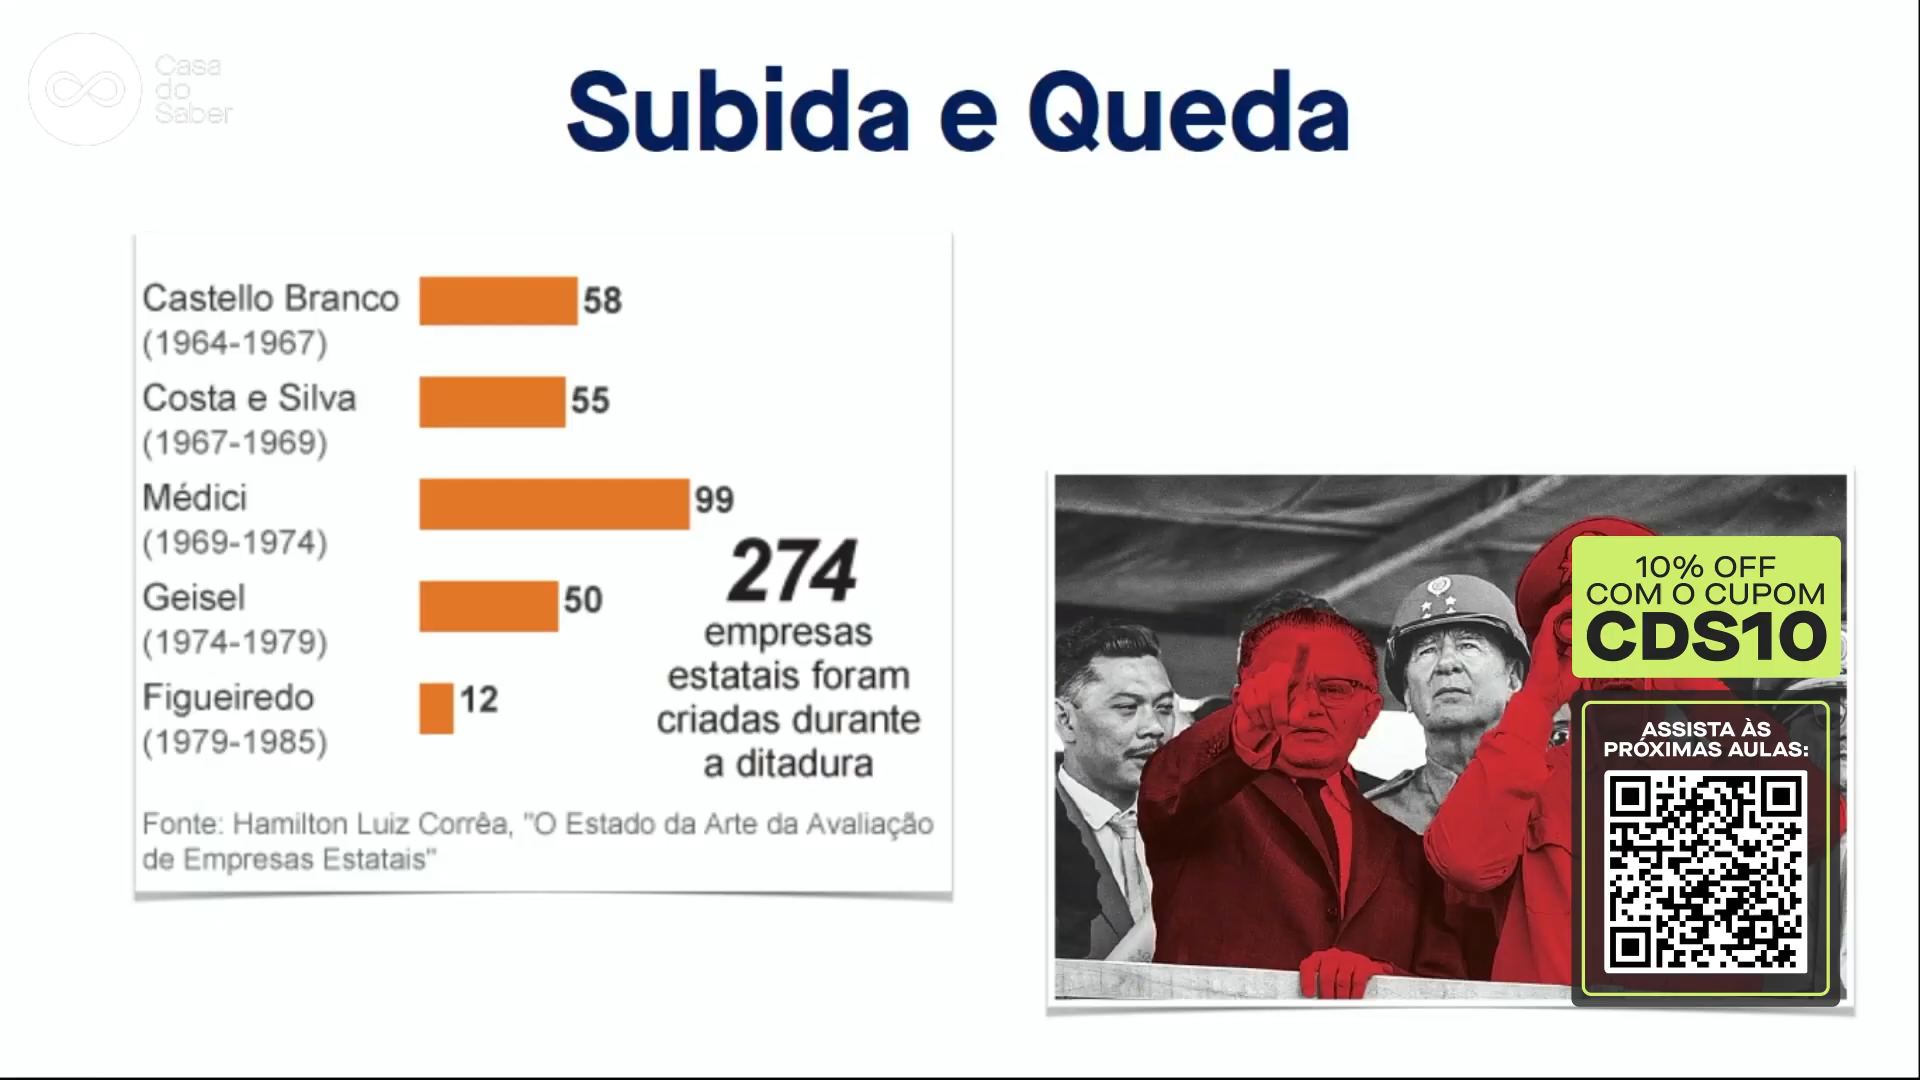 Casa
do
Saber
Subida e Queda
Castello Branco 58
(1964-1967)
Costa e Silva 55
(1967-1969)
Médici 99
(1969-1974)
Geisel 50
(1974-1979)
Figueiredo 12
(1979-1985)
274
empresas
estatais foram
criadas durante
a ditadura
Fonte: Hamilton Luiz Corrêa, "O Estado da Arte da Avaliação
de Empresas Estatais"
10% OFF
COM O CUPOM
CDS10
ASSISTA ÀS
PRÓXIMAS AULAS: